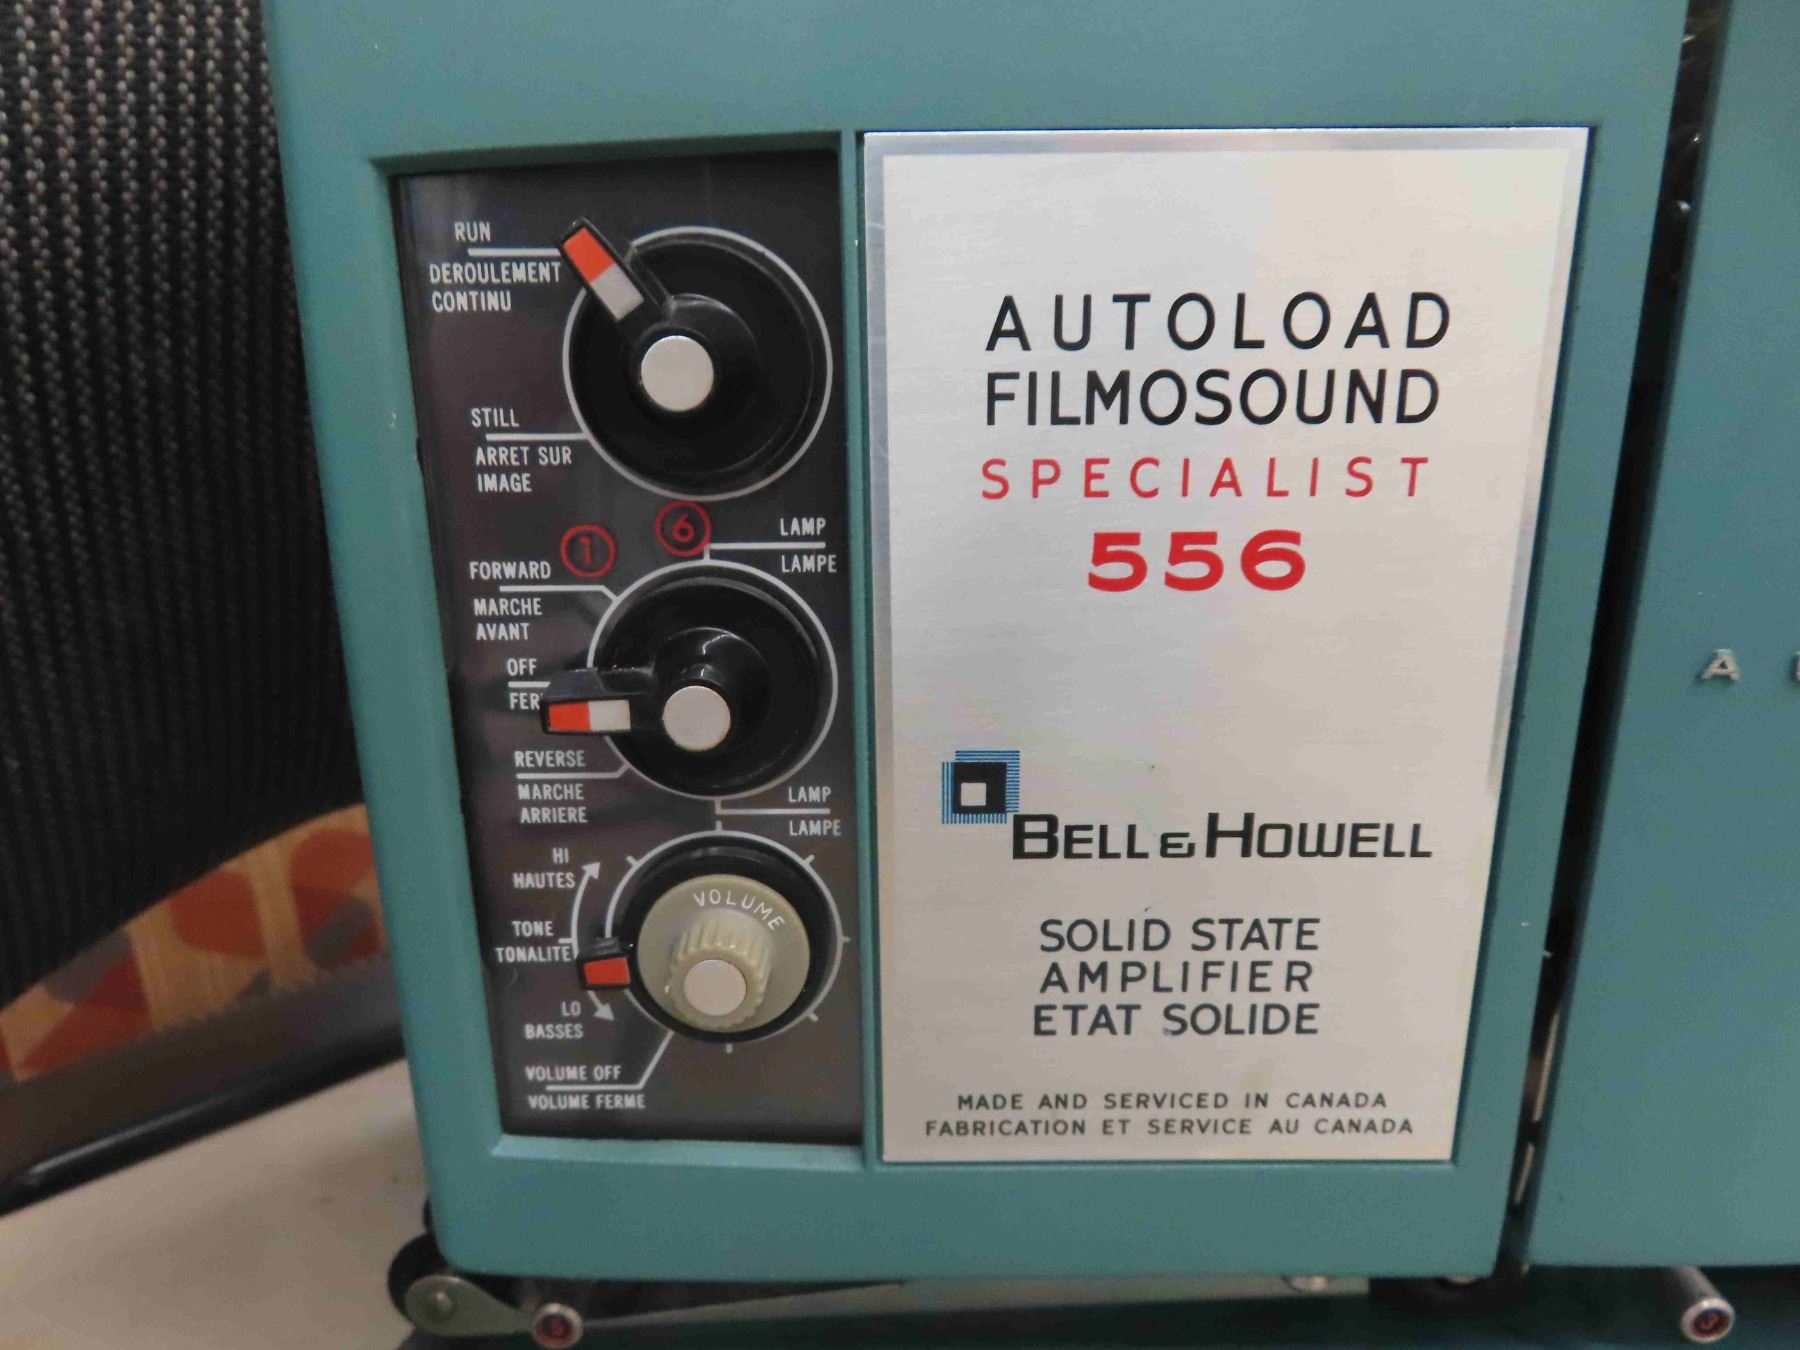 RUN
DEROULEMENT
CONTINU
STILL
ARRET SUR
IMAGE
1
6
LAMP
LAMPE
FORWARD
MARCHE
AVANT
OFF
REVERSE
MARCHE
ARRIERE
LAMP
LAMPE
HI
HAUTES
TONE
TONALITE
LO
BASSES
VOLUME
VOLUME OFF
VOLUME FERME
AUTOLOAD
FILMOSOUND
SPECIALIST
556
BELL & HOWELL
SOLID STATE
AMPLIFIER
ETAT SOLIDE
MADE AND SERVICED IN CANADA
FABRICATION ET SERVICE AU CANADA
A
3